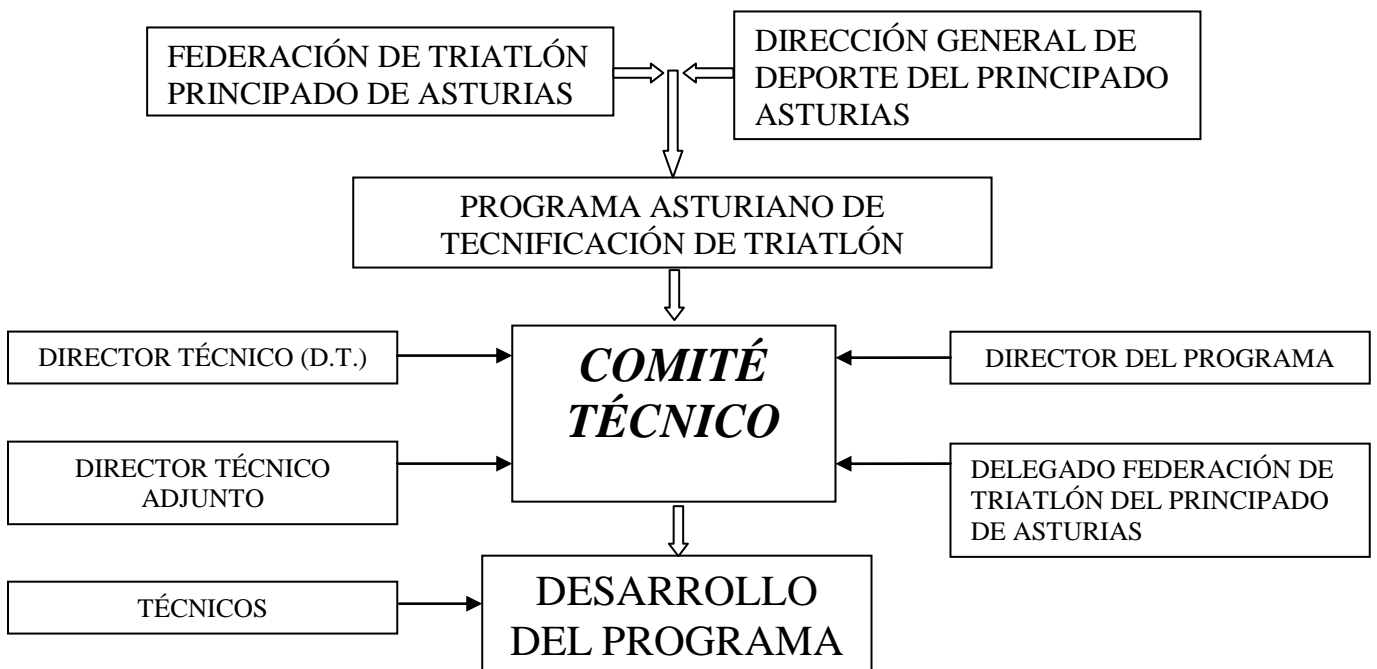 FEDERACIÓN DE TRIATLÓN
PRINCIPADO DE ASTURIAS
DIRECCIÓN GENERAL DE
DEPORTE DEL PRINCIPADO
ASTURIAS
PROGRAMA ASTURIANO DE
TECNIFICACIÓN DE TRIATLÓN
DIRECTOR TÉCNICO (D.T.)
COMITÉ
TÉCNICO
DIRECTOR DEL PROGRAMA
DIRECTOR TÉCNICO
ADJUNTO
DELEGADO FEDERACIÓN DE
TRIATLÓN DEL PRINCIPADO
DE ASTURIAS
TÉCNICOS
DESARROLLO
DEL PROGRAMA